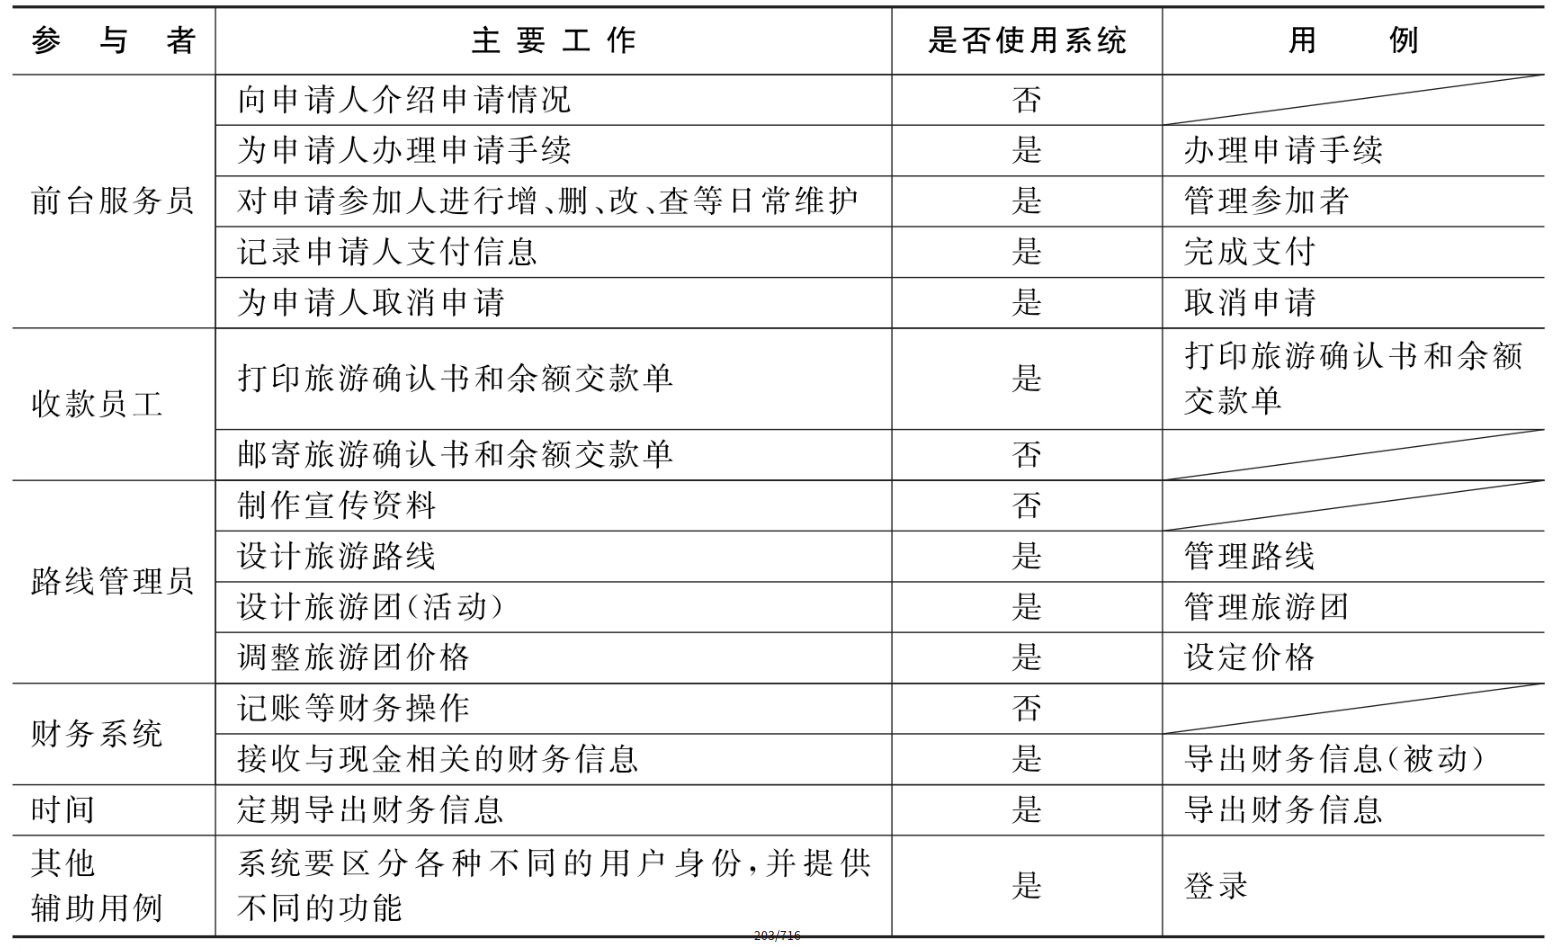 参 与 者 主 要 工 作 是否使用系统 用 例
前台服务员
向申请人介绍申请情况 否
为申请人办理申请手续 是 办理申请手续
对申请参加人进行增、删、改、查等日常维护 是 管理参加者
记录申请人支付信息 是 完成支付
为申请人取消申请 是 取消申请
收款员工
打印旅游确认书和余额交款单 是 打印旅游确认书和余额
交款单
邮寄旅游确认书和余额交款单 否
路线管理员
制作宣传资料 否
设计旅游路线 是 管理路线
设计旅游团(活动) 是 管理旅游团
调整旅游团价格 是 设定价格
财务系统
记账等财务操作 否
接收与现金相关的财务信息 是 导出财务信息(被动)
时间 定期导出财务信息 是 导出财务信息
其他
辅助用例
系统要区分各种不同的用户身份,并提供
不同的功能
是 登录
203/716